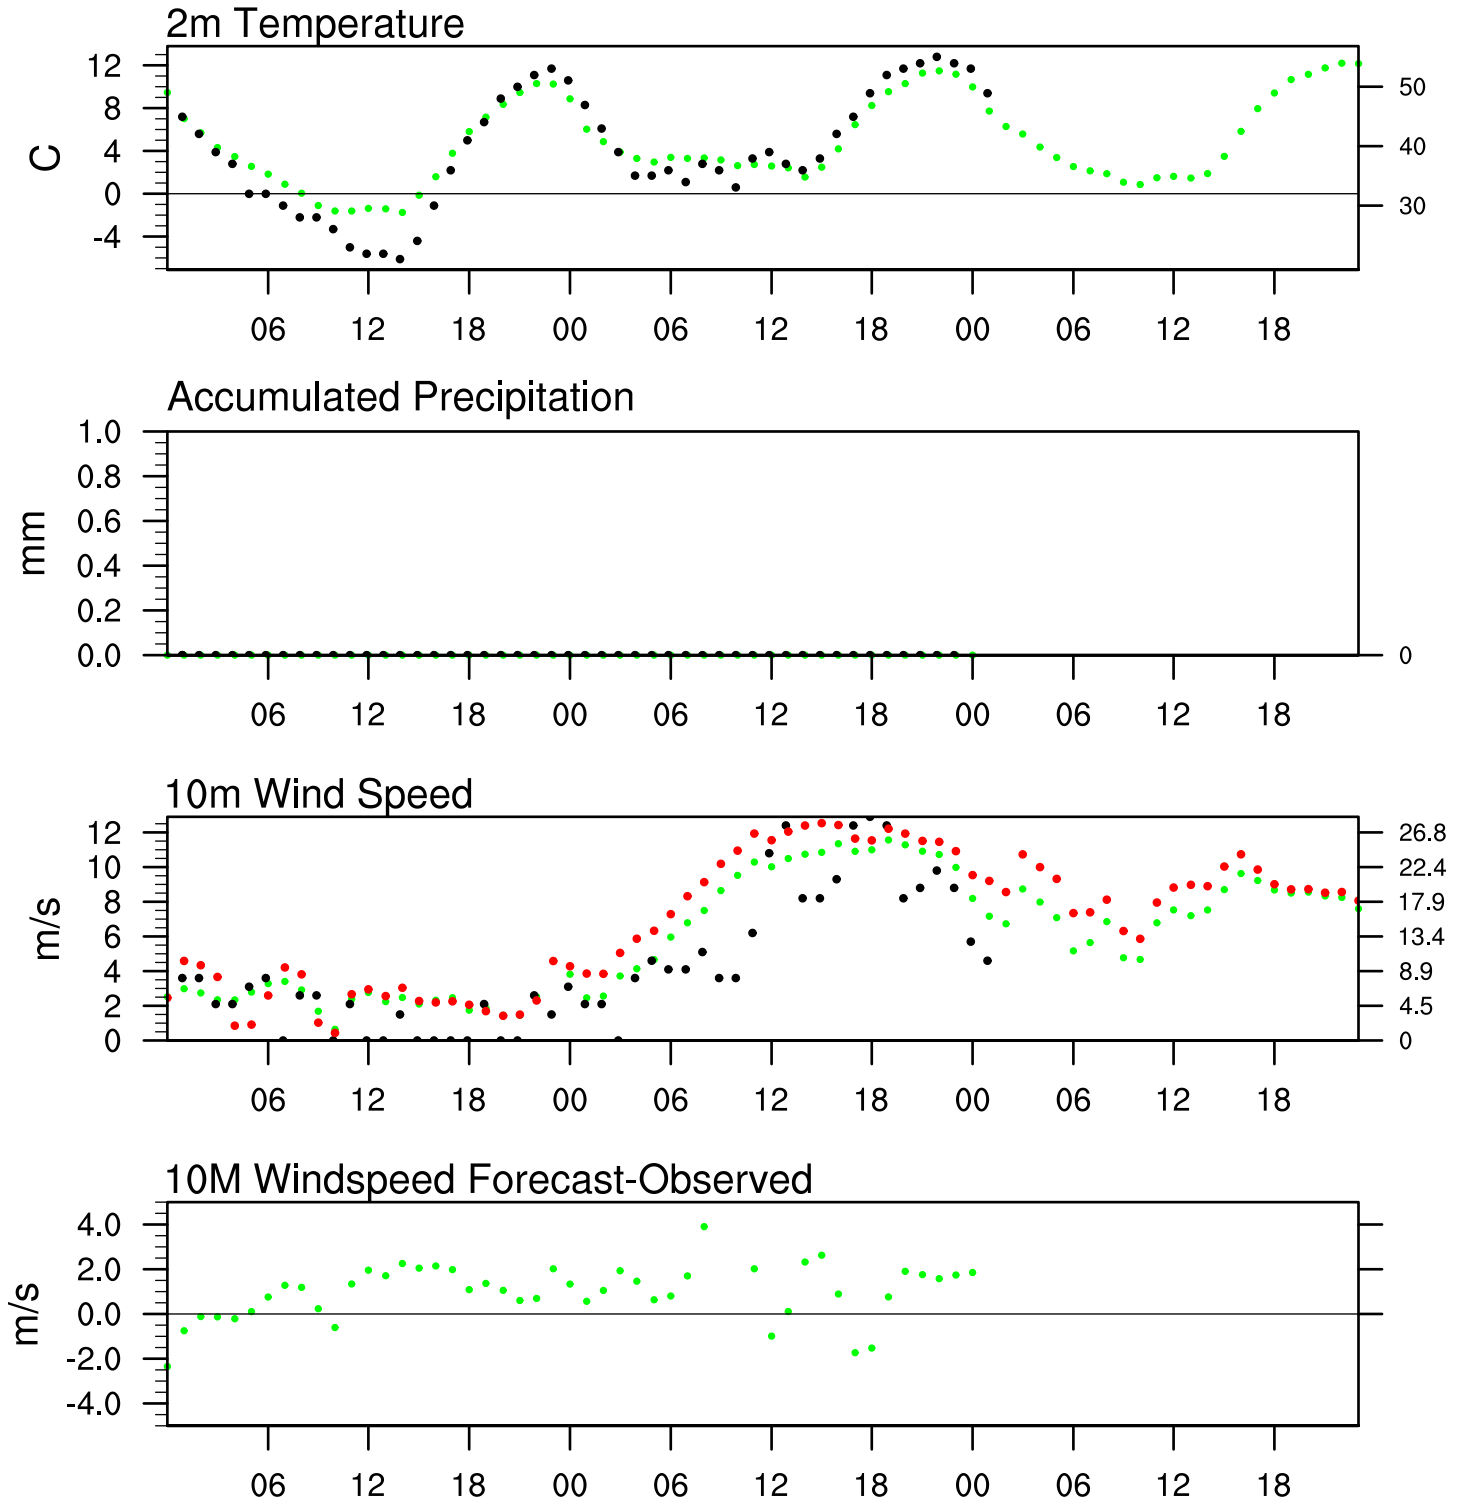 2m Temperature
12
8
4
0
-4
C
50
40
30
06 12 18 00 06 12 18 00 06 12 18
Accumulated Precipitation
1.0
0.8
0.6
0.4
0.2
0.0
mm
0
06 12 18 00 06 12 18 00 06 12 18
10m Wind Speed
12
10
8
6
4
2
0
m/s
26.8
22.4
17.9
13.4
8.9
4.5
0
06 12 18 00 06 12 18 00 06 12 18
10M Windspeed Forecast-Observed
4.0
2.0
0.0
-2.0
-4.0
m/s
06 12 18 00 06 12 18 00 06 12 18